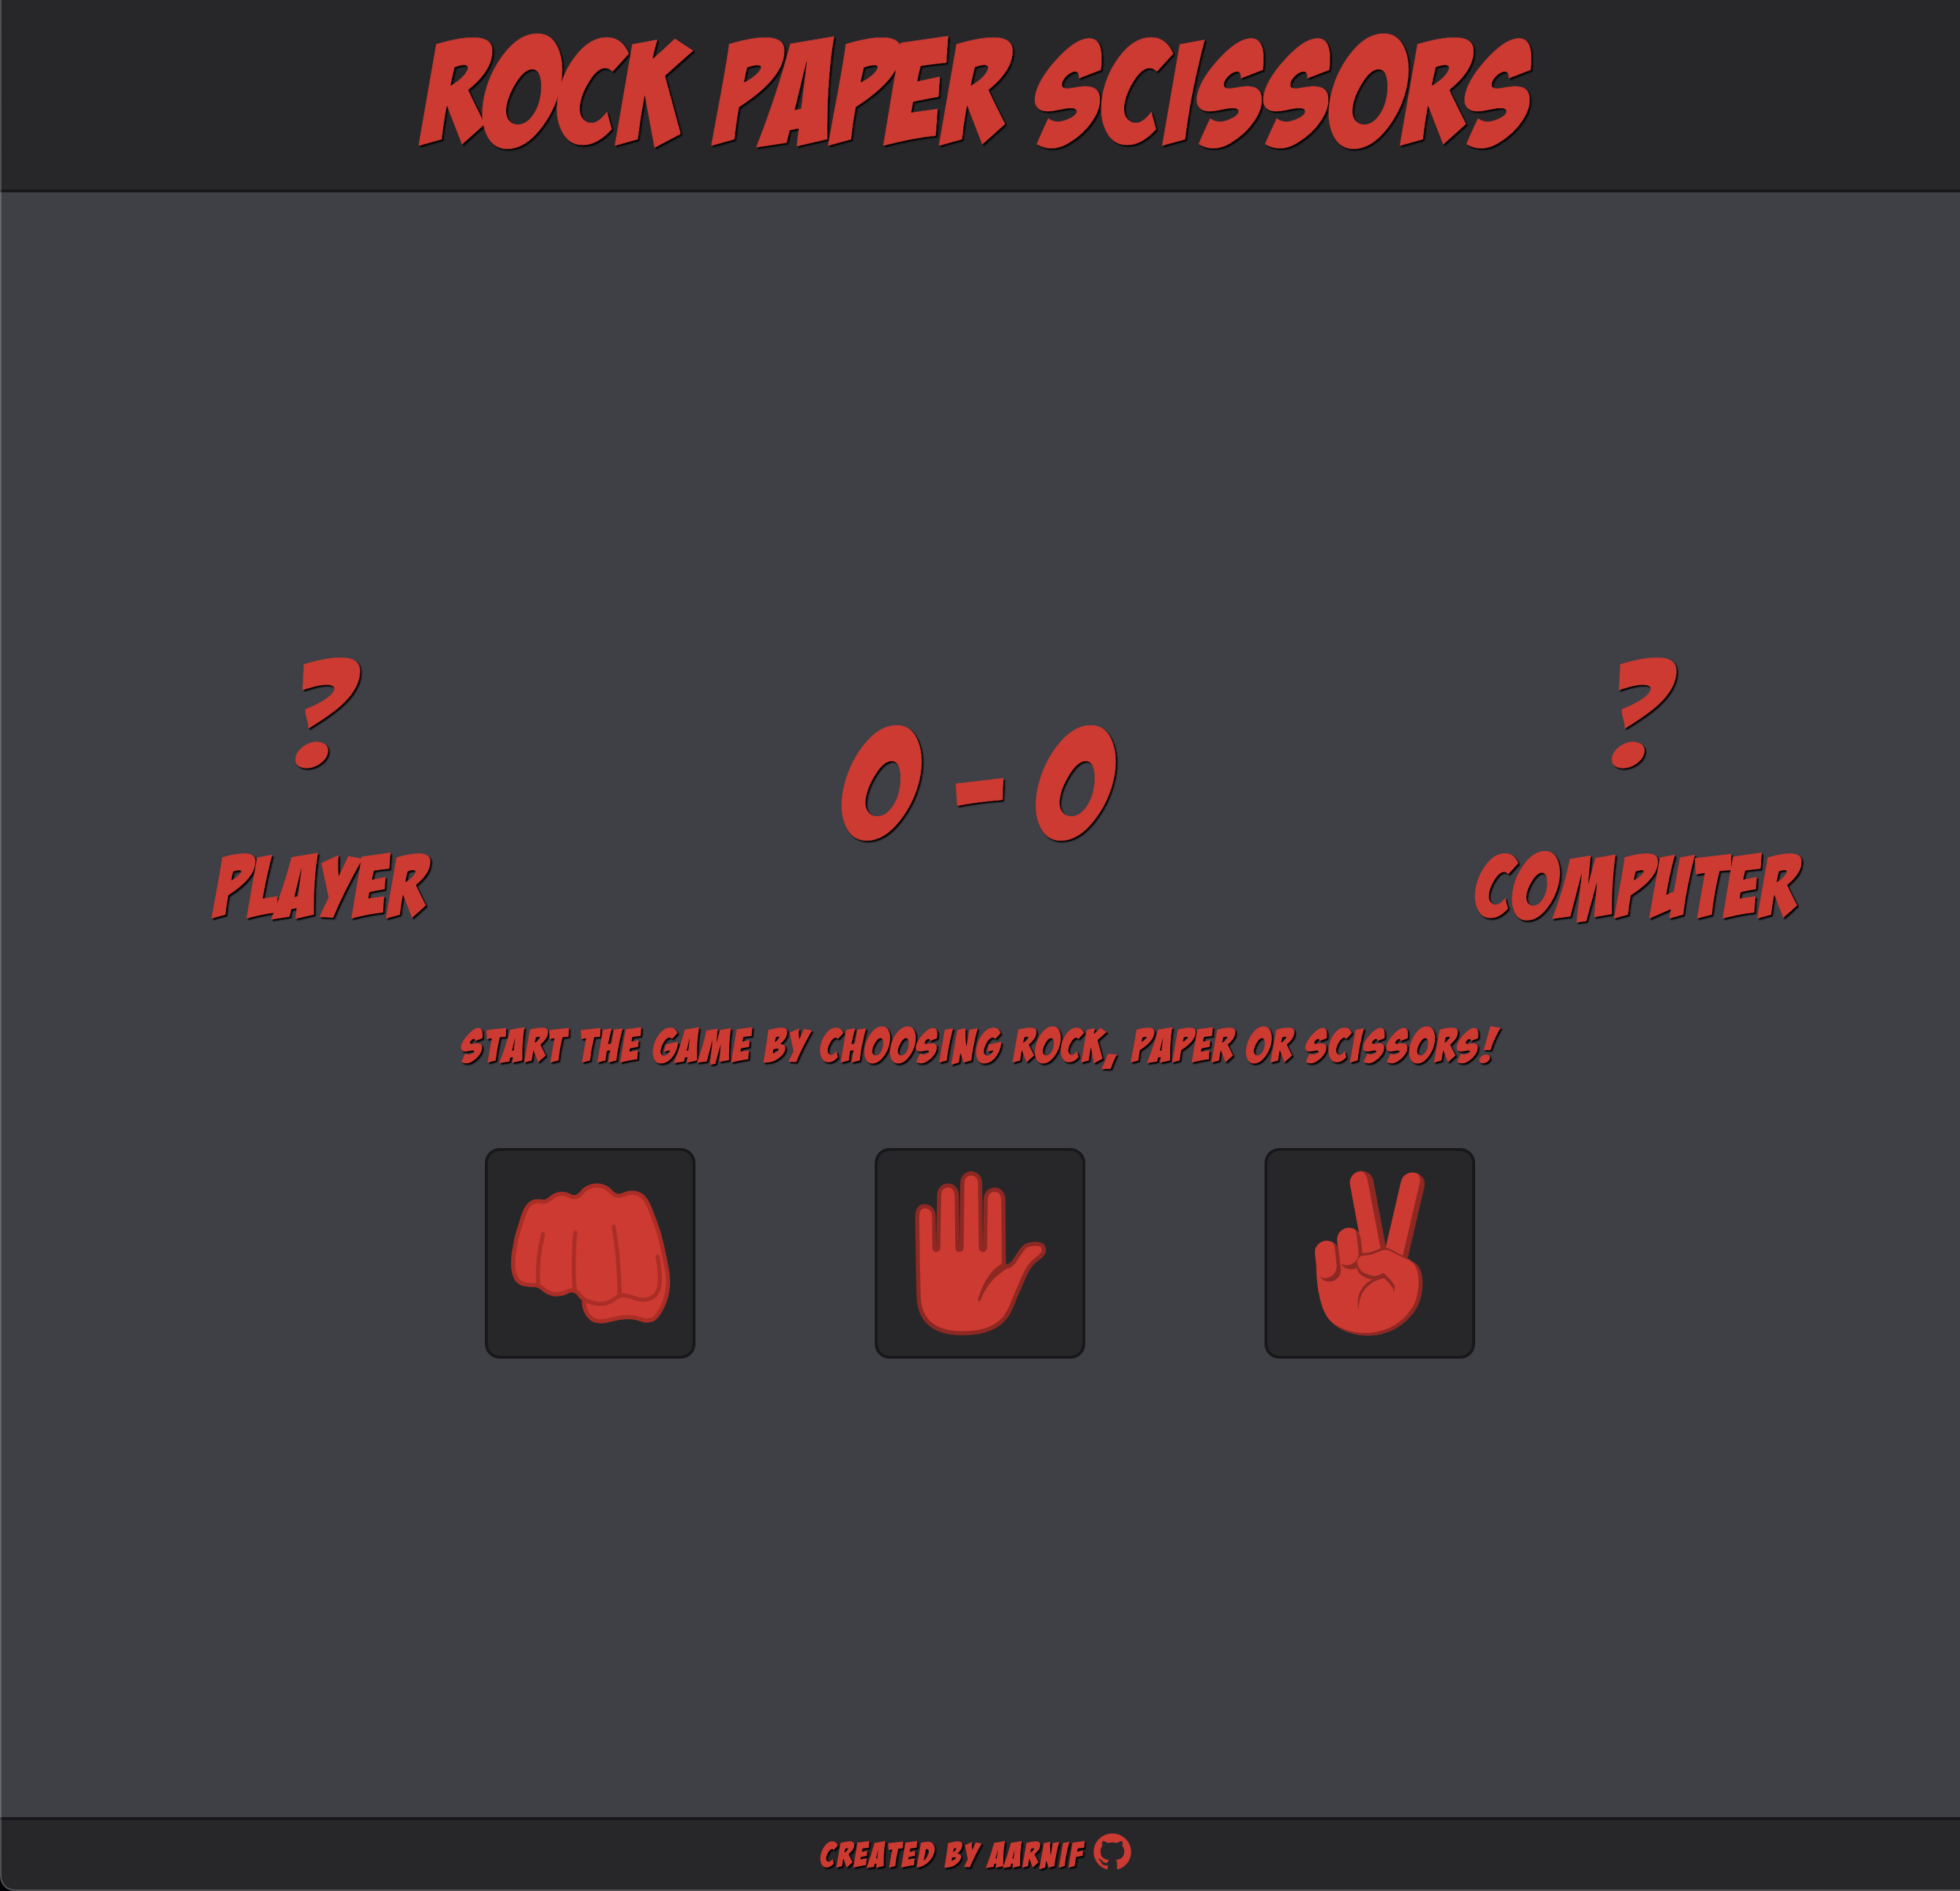 ROCK PAPER SCISSORS
?
?
0 - 0
PLAYER
COMPUTER
START THE GAME BY CHOOSING ROCK, PAPER OR SCISSORS!
CREATED BY AARNIF